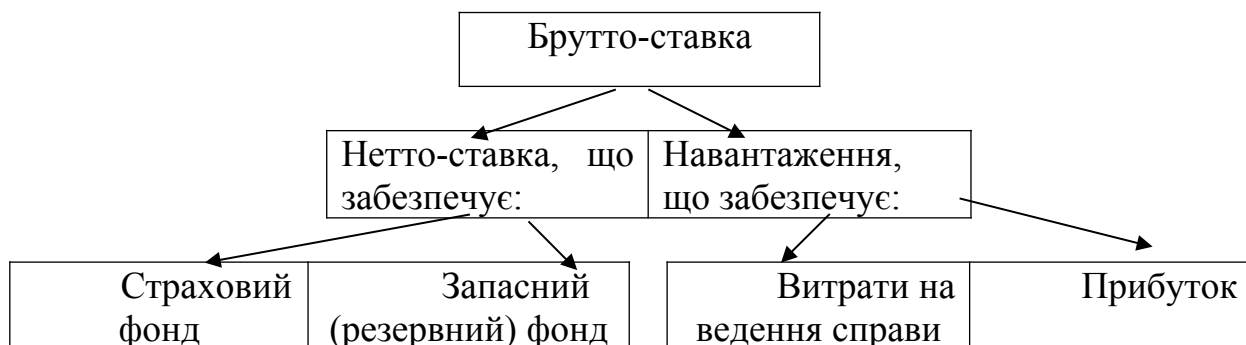 Брутто-ставка
Нетто-ставка, що
забезпечує:
Навантаження,
що забезпечує:
Страховий
фонд
Запасний
(резервний) фонд
Витрати на
ведення справи
Прибуток